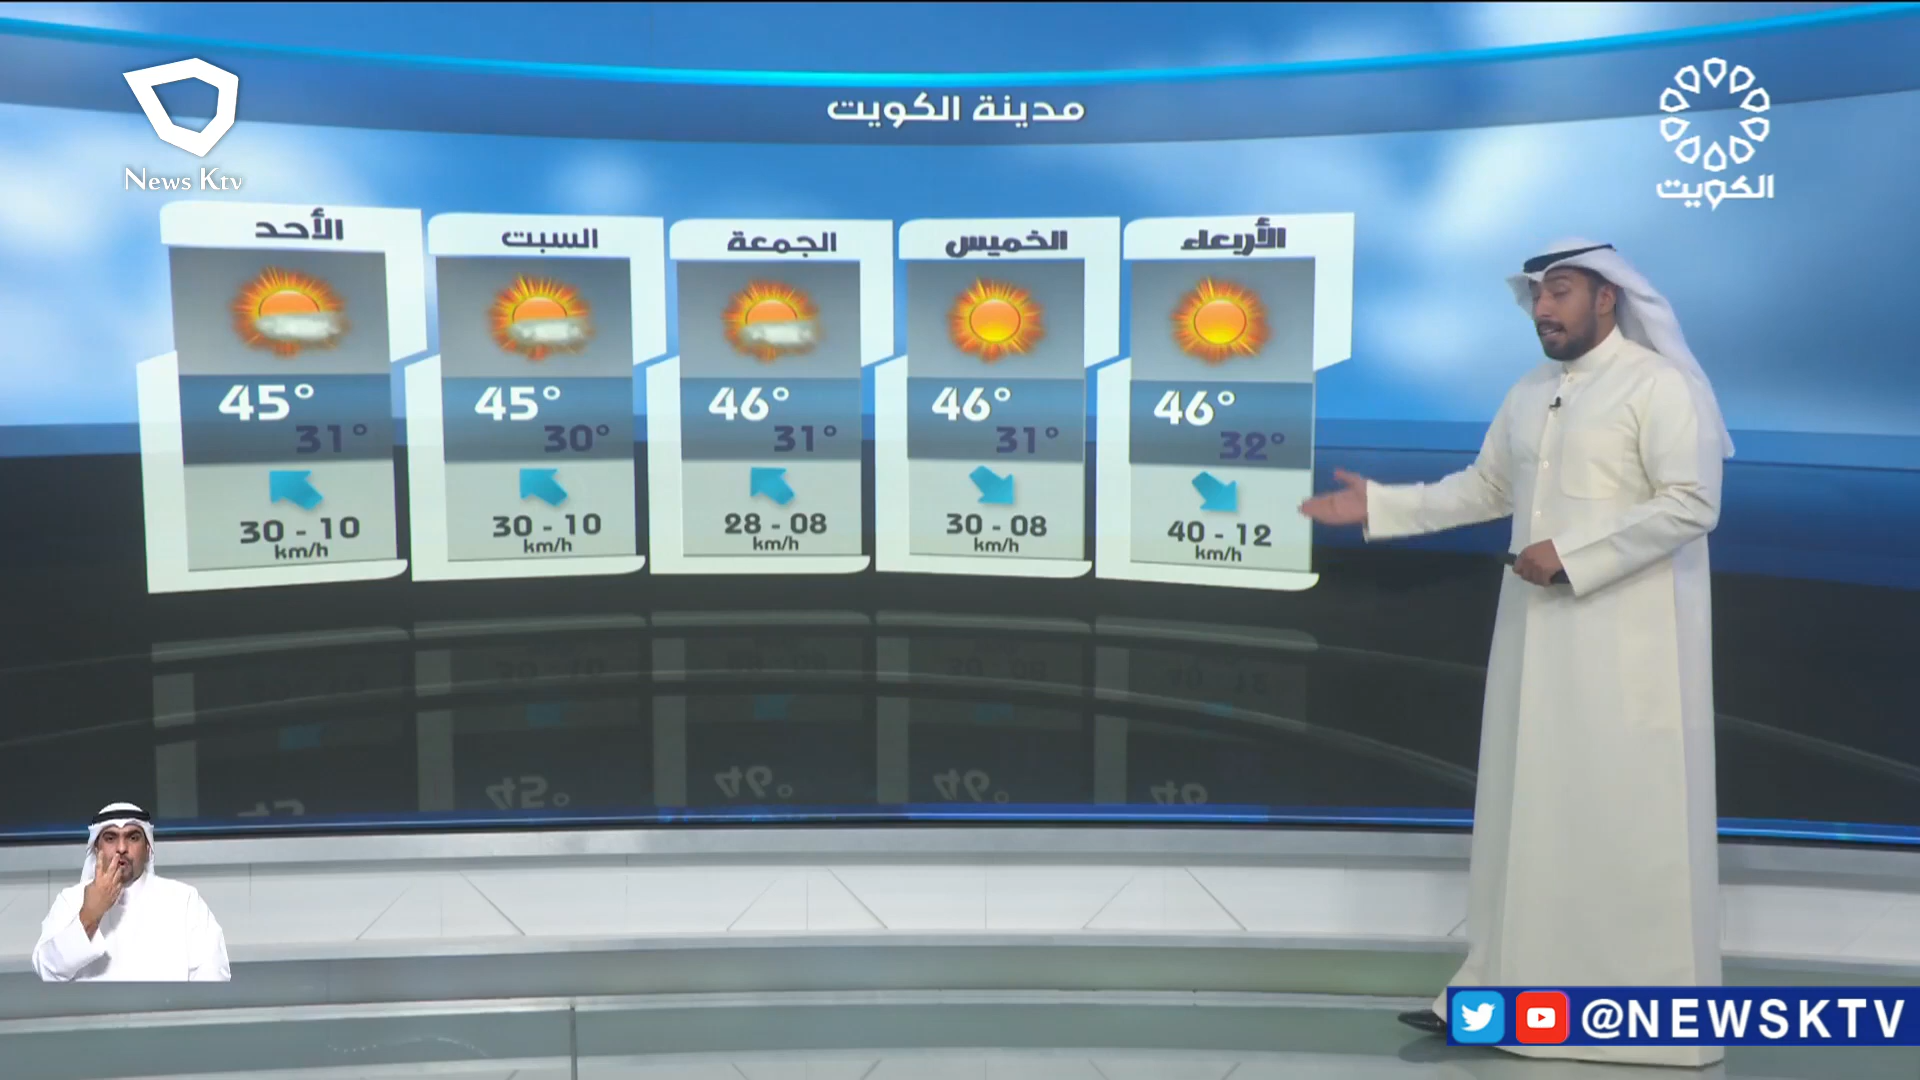 News Ktv
مدينة الكويت
الكويت
الأربعاء
46°
32°
40 - 12
km/h
الخميس
46°
31°
30 - 08
km/h
الجمعة
46°
31°
28 - 08
km/h
السبت
45°
30°
30 - 10
km/h
الأحد
45°
31°
30 - 10
km/h
@NEWSKTV